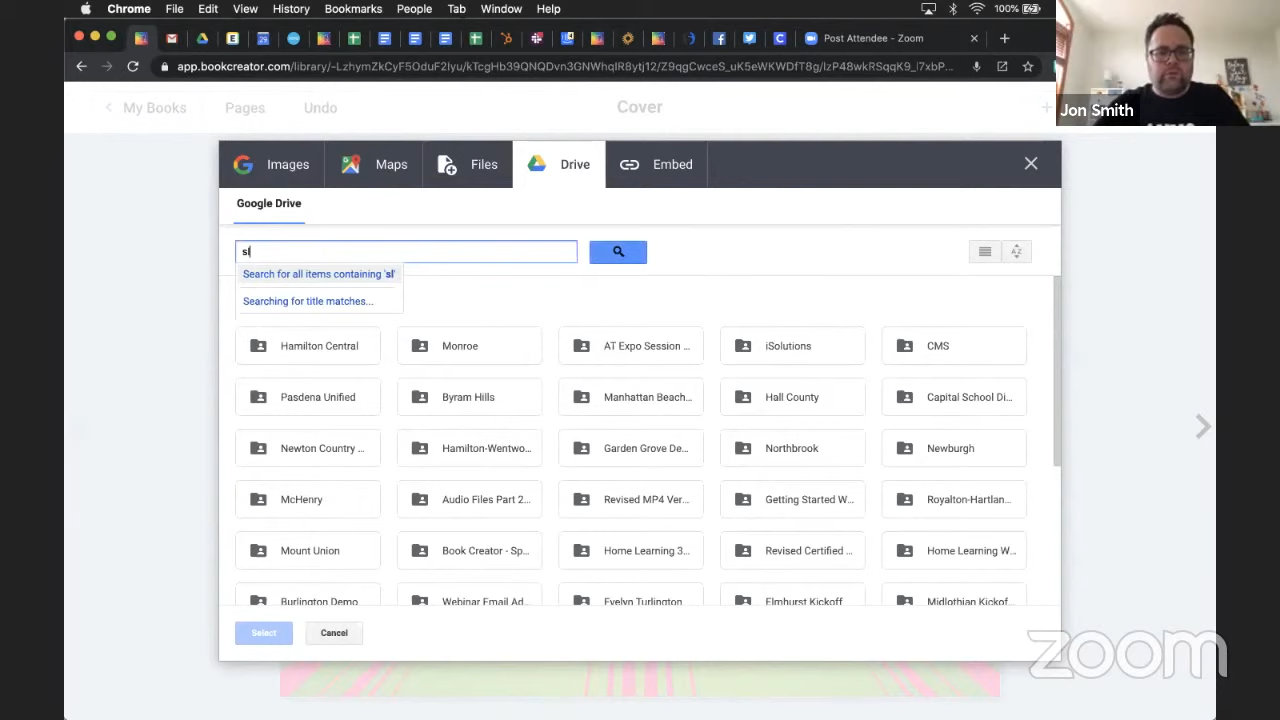 Chrome File Edit View History Bookmarks People Tab Window Help 100%
Post Attendee - Zoom
app.bookcreator.com/library/-LzhymZkCyF5OduF2Iyu/kTcgHb39QNQDvn3GNWhqIR8ytj12/Z9qgCwceS_uK5eWKWDfT8g/IzP48wkRSqqK9_l7xbP...
Jon Smith
My Books Pages Undo Cover
Images Maps Files Drive Embed
Google Drive
sl
Search for all items containing 'sl'
Searching for title matches...
Hamilton Central Monroe AT Expo Session ... iSolutions CMS
Pasdena Unified Byram Hills Manhattan Beach... Hall County Capital School Di...
Newton Country ... Hamilton-Wentwo... Garden Grove De... Northbrook Newburgh
McHenry Audio Files Part 2... Revised MP4 Ver... Getting Started W... Royalton-Hartlan...
Mount Union Book Creator - Sp... Home Learning 3... Revised Certified ... Home Learning W...
Burlington Demo Webinar Email Ad... Evelyn Turlington Elmhurst Kickoff Midlothian Kickof...
Select Cancel
zoom